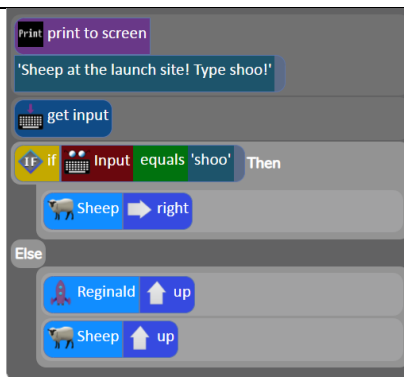 Print print to screen
'Sheep at the launch site! Type shoo!'
get input
IF if Input equals 'shoo' Then
Sheep right
Else
Reginald up
Sheep up